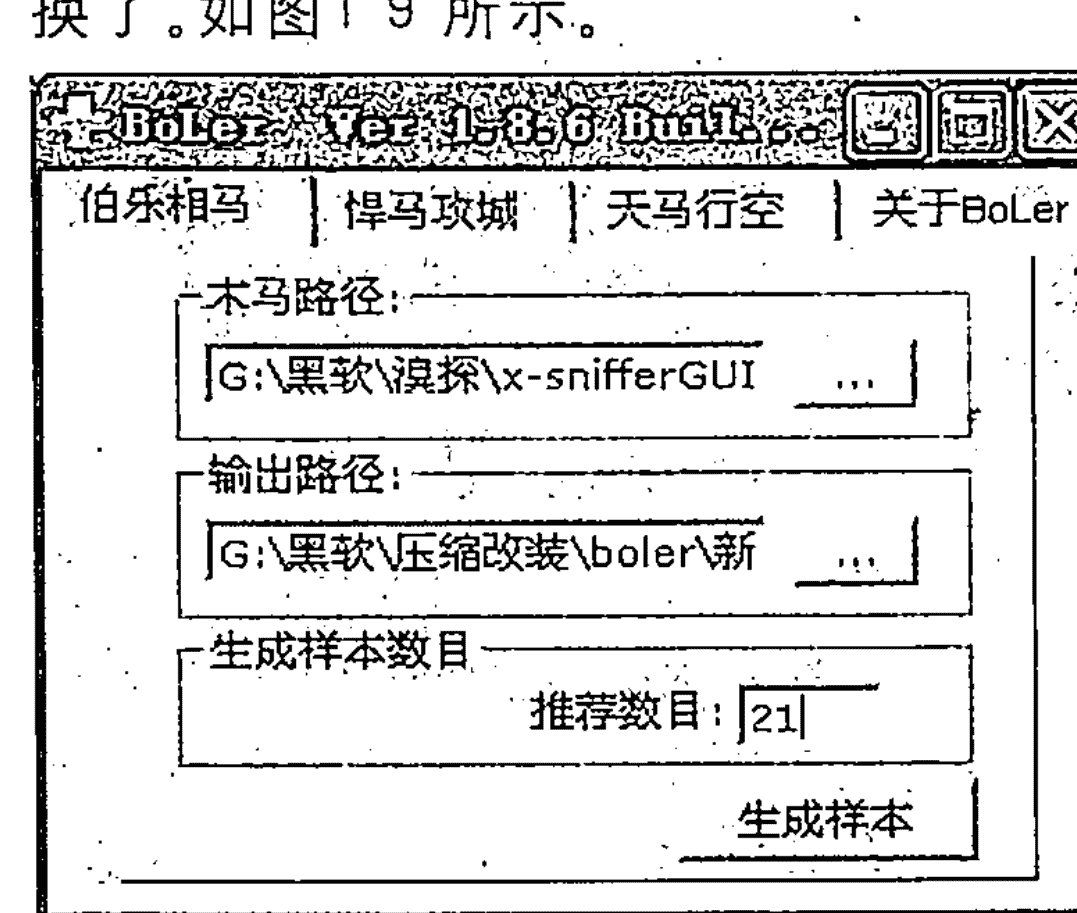 换了。如图19所示。
BoLer Ver 1.8.6 Buil...
伯乐相马 悍马攻城 天马行空 关于BoLer
木马路径:
G:\黑软\溴探\x-snifferGUI ...
输出路径:
G:\黑软\压缩改装\boler\新 ...
生成样本数目
推荐数目: 21
生成样本